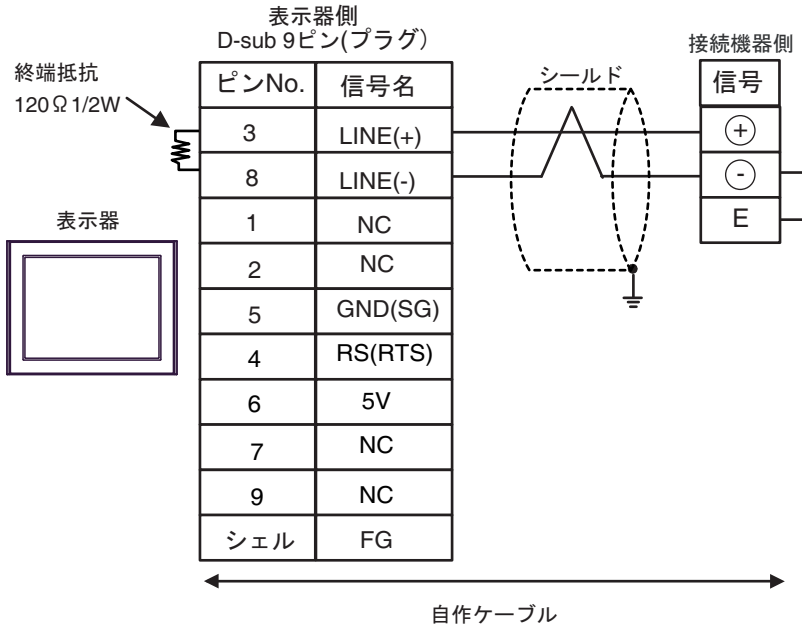 表示器側
D-sub 9ピン(プラグ)
接続機器側
終端抵抗
120Ω1/2W
シールド
ピンNo. 信号名
信号
3 LINE(+)
+
8 LINE(-)
-
1 NC
E
表示器
2 NC
5 GND(SG)
4 RS(RTS)
6 5V
7 NC
9 NC
シェル FG
自作ケーブル